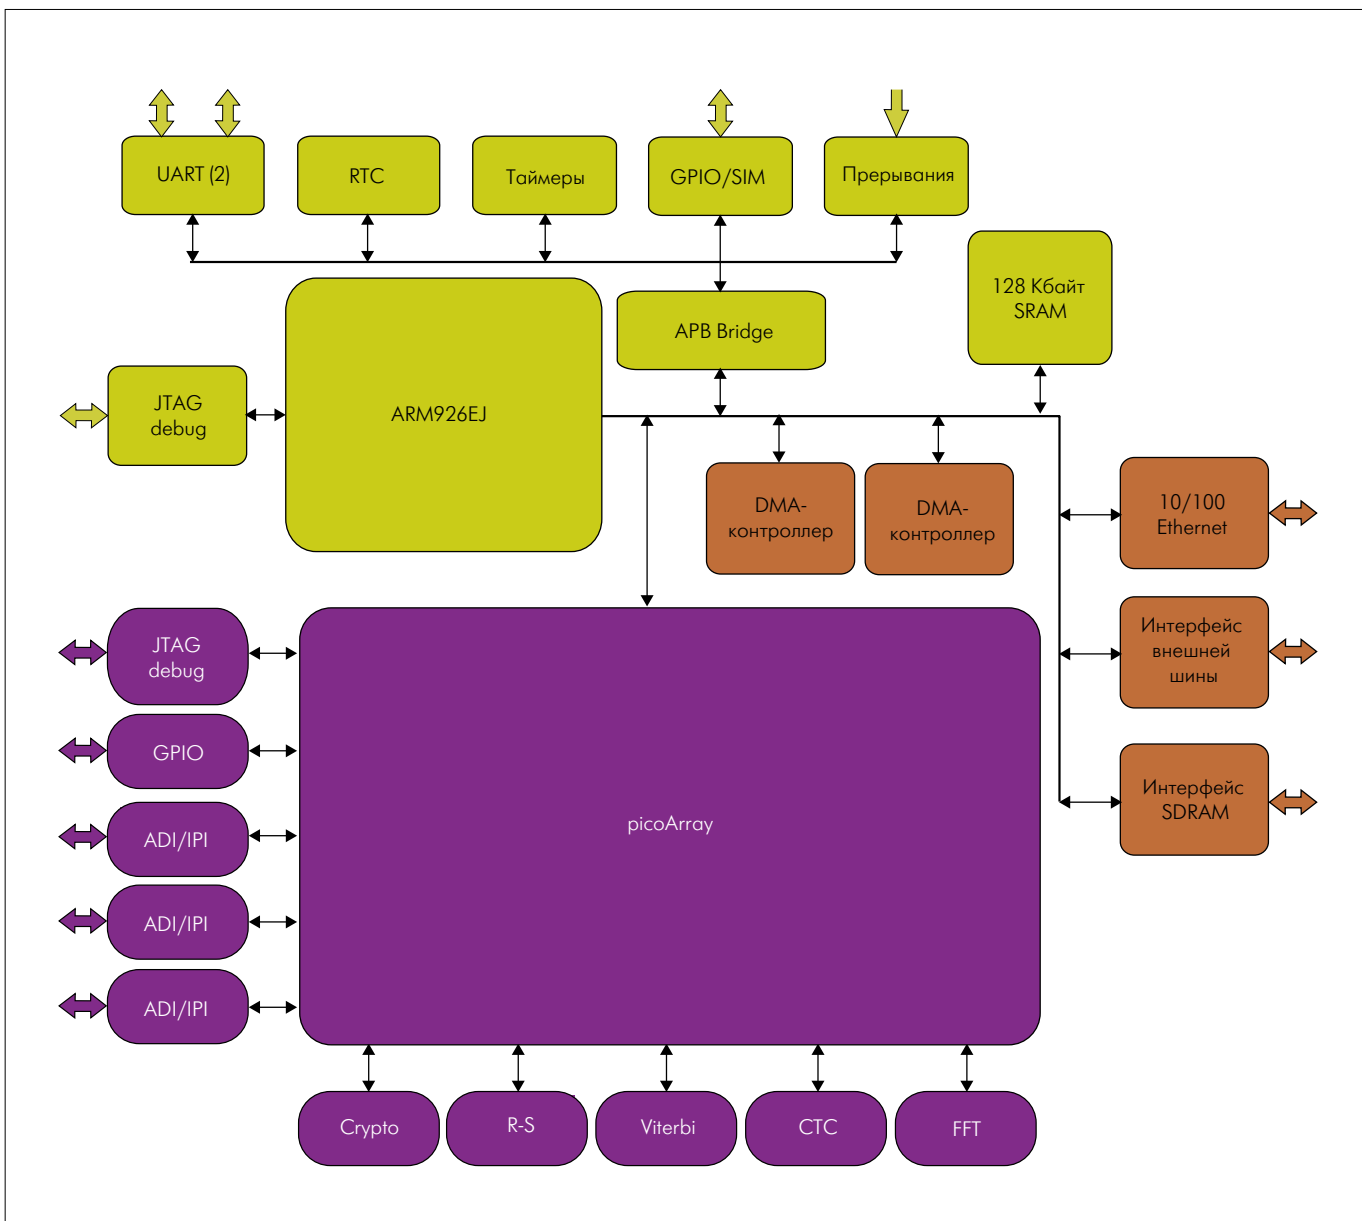 UART (2)
RTC
Таймеры
GPIO/SIM
Прерывания
128 Кбайт
SRAM
APB Bridge
JTAG
debug
ARM926EJ
DMA-
контроллер
DMA-
контроллер
10/100
Ethernet
JTAG
debug
Интерфейс
внешней
шины
GPIO
picoArray
Интерфейс
SDRAM
ADI/IPI
ADI/IPI
ADI/IPI
Crypto
R-S
Viterbi
CTC
FFT